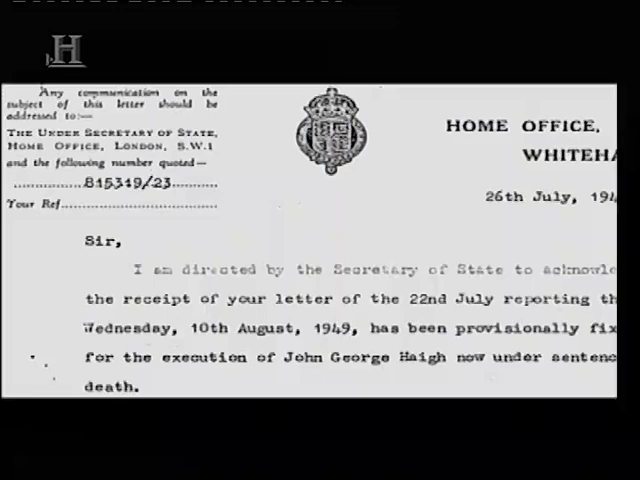 H
Any communication on the
subject of this letter should be
addressed to:—
THE UNDER SECRETARY OF STATE,
HOME OFFICE, LONDON, S.W.1
and the following number quoted—
815319/23
Your Ref
HOME OFFICE,
WHITEHA
26th July, 194
Sir,
I am directed by the Secretary of State to acknowle
the receipt of your letter of the 22nd July reporting th
Wednesday, 10th August, 1949, has been provisionally fix
for the execution of John George Haigh now under sentenc
death.